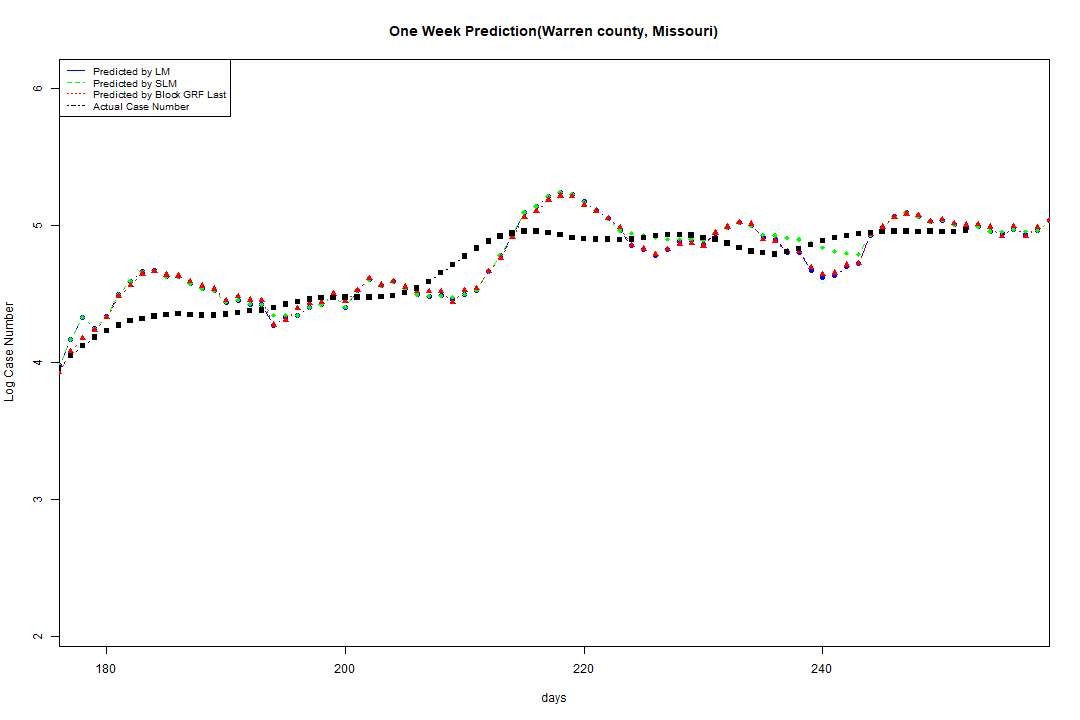 One Week Prediction(Warren county, Missouri)
Predicted by LM
Predicted by SLM
Predicted by Block GRF Last
Actual Case Number
6
5
4
3
2
Log Case Number
180 200 220 240
days